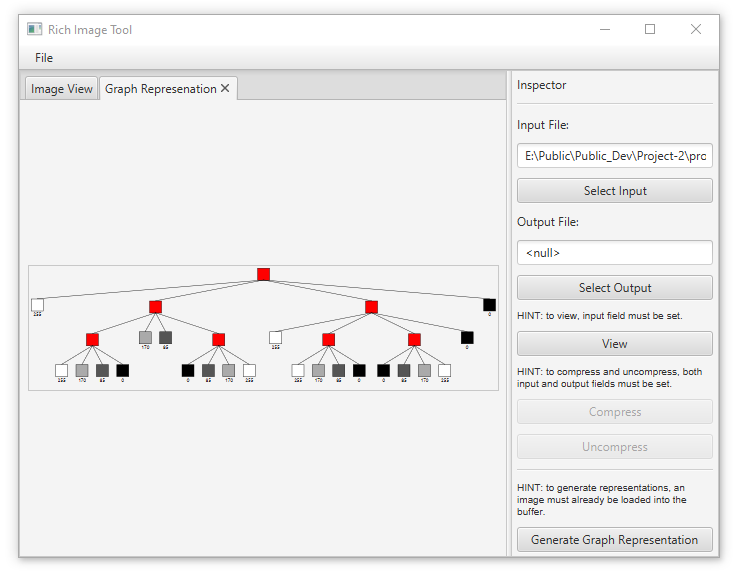 Rich Image Tool
File
Image View
Graph Represenation
Inspector
Input File:
E:\Public\Public_Dev\Project-2\pro
Select Input
Output File:
<null>
Select Output
HINT: to view, input field must be set.
View
HINT: to compress and uncompress, both
input and output fields must be set.
Compress
Uncompress
HINT: to generate representations, an
image must already be loaded into the
buffer.
Generate Graph Representation
255
0
170 85
255
0
255 170 85 0
0 85 170 255
255 170 85 0
0 85 170 255